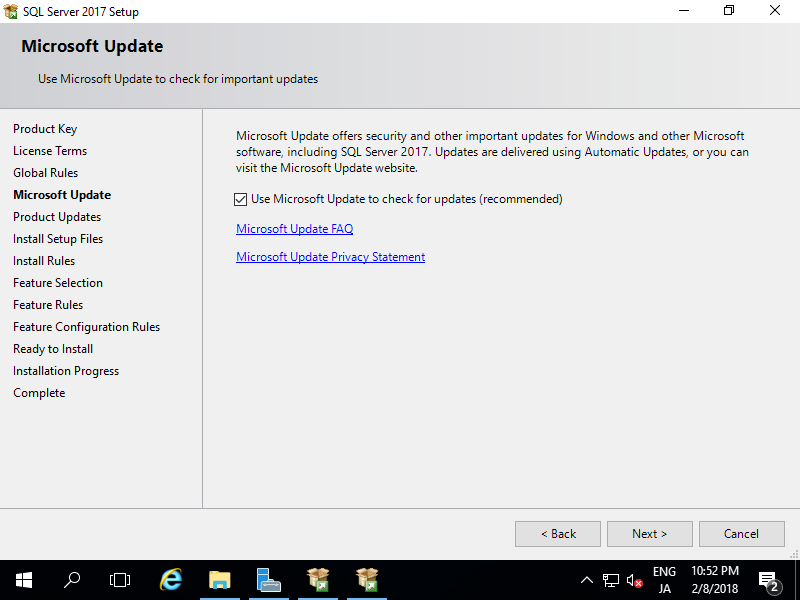 SQL Server 2017 Setup
Microsoft Update
Use Microsoft Update to check for important updates
Product Key
License Terms
Global Rules
Microsoft Update
Product Updates
Install Setup Files
Install Rules
Feature Selection
Feature Rules
Feature Configuration Rules
Ready to Install
Installation Progress
Complete
Microsoft Update offers security and other important updates for Windows and other Microsoft
software, including SQL Server 2017. Updates are delivered using Automatic Updates, or you can
visit the Microsoft Update website.
Use Microsoft Update to check for updates (recommended)
Microsoft Update FAQ
Microsoft Update Privacy Statement
< Back
Next >
Cancel
ENG
JA
10:52 PM
2/8/2018
2